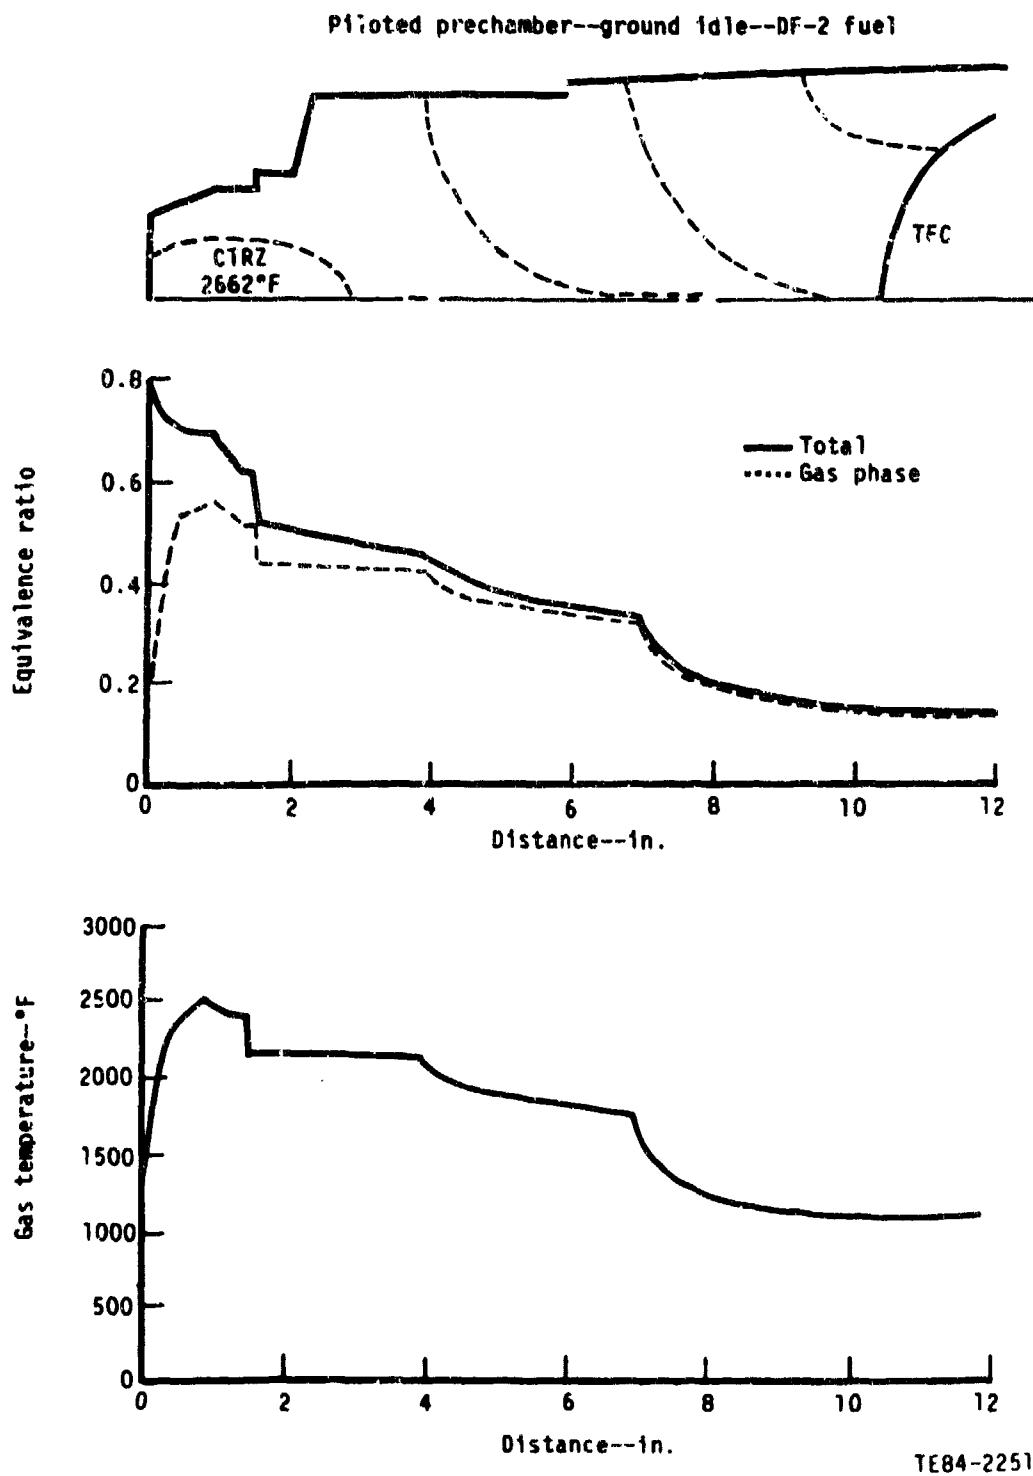 Piloted prechamber--ground idle--DF-2 fuel
CTRZ
2662°F
TFC
0.8
0.6
0.4
0.2
0
Equivalence ratio
Total
Gas phase
0 2 4 6 8 10 12
Distance--in.
3000
2500
2000
1500
1000
500
0
Gas temperature--°F
0 2 4 6 8 10 12
Distance--in.
TE84-2251